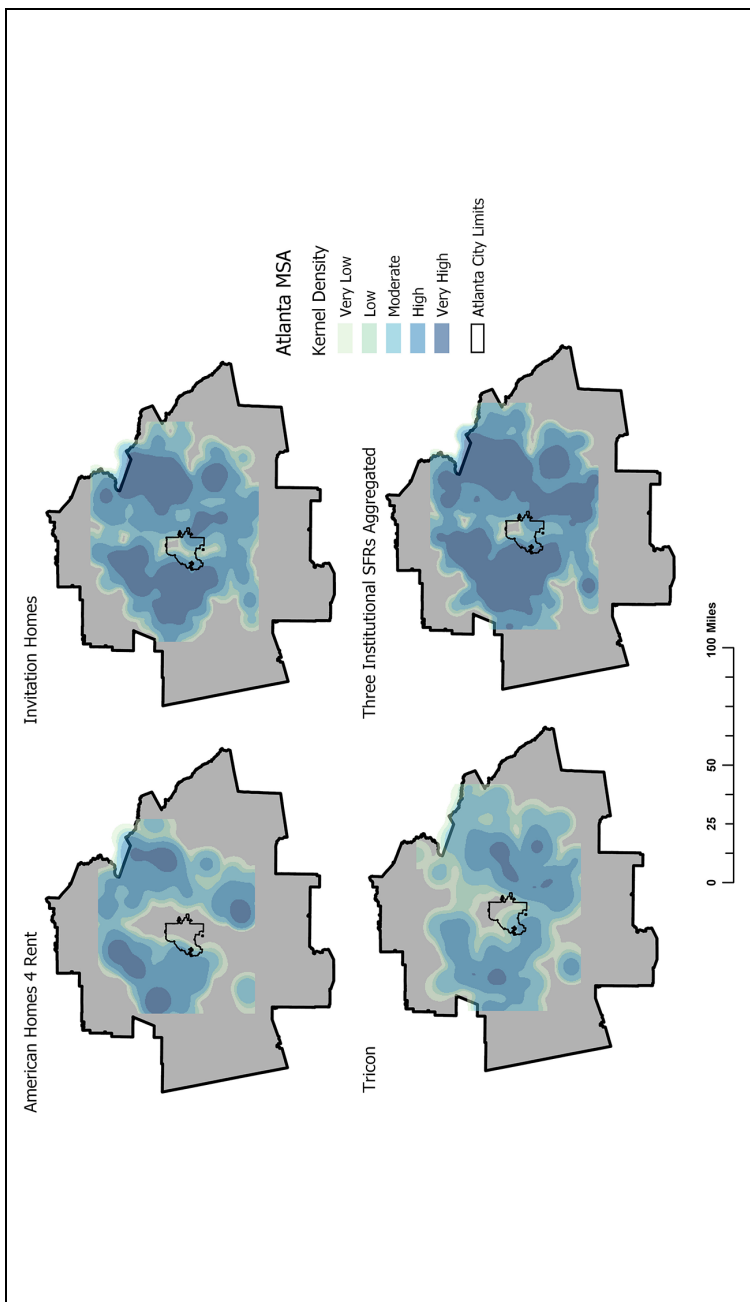 American Homes 4 Rent
Invitation Homes
Atlanta MSA
Kernel Density
Very Low
Low
Moderate
High
Very High
Atlanta City Limits
Tricon
Three Institutional SFRs Aggregated
0 25 50 100 Miles